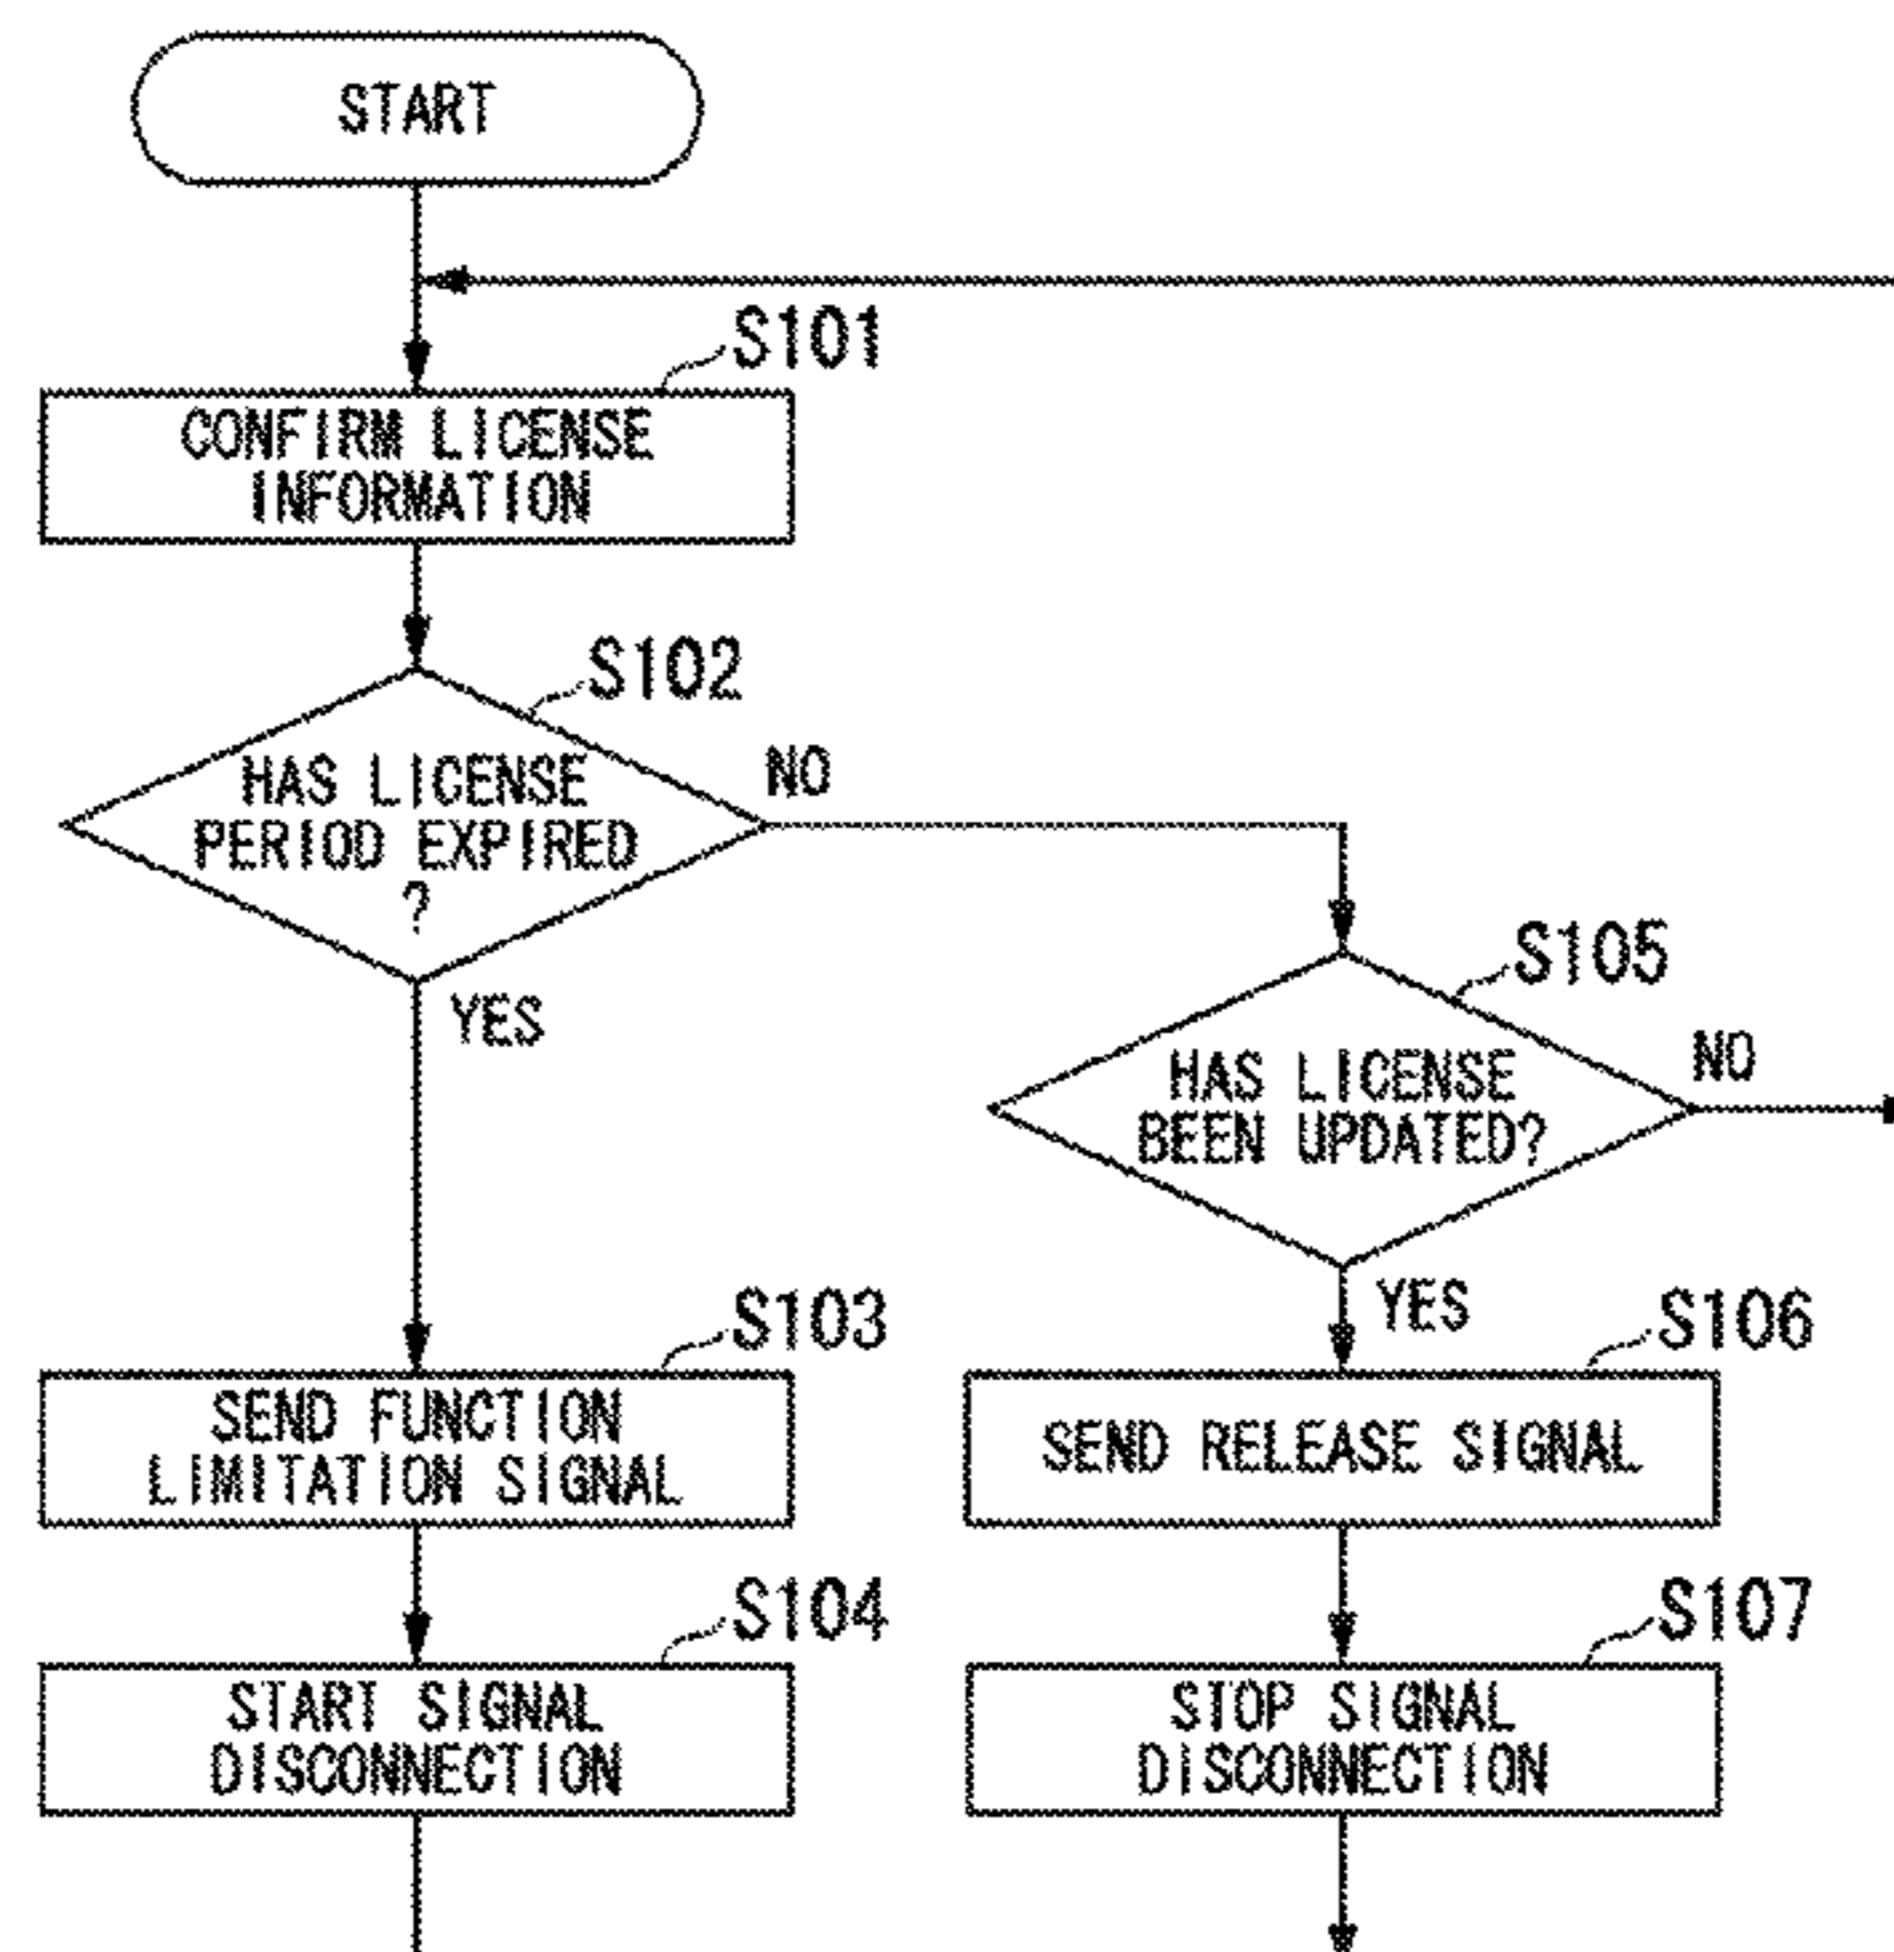 START
S101
CONFIRM LICENSE
INFORMATION
S102
HAS LICENSE
PERIOD EXPIRED
?
NO
YES
S105
HAS LICENSE
BEEN UPDATED?
NO
YES
S103
SEND FUNCTION
LIMITATION SIGNAL
S106
SEND RELEASE SIGNAL
S104
START SIGNAL
DISCONNECTION
S107
STOP SIGNAL
DISCONNECTION